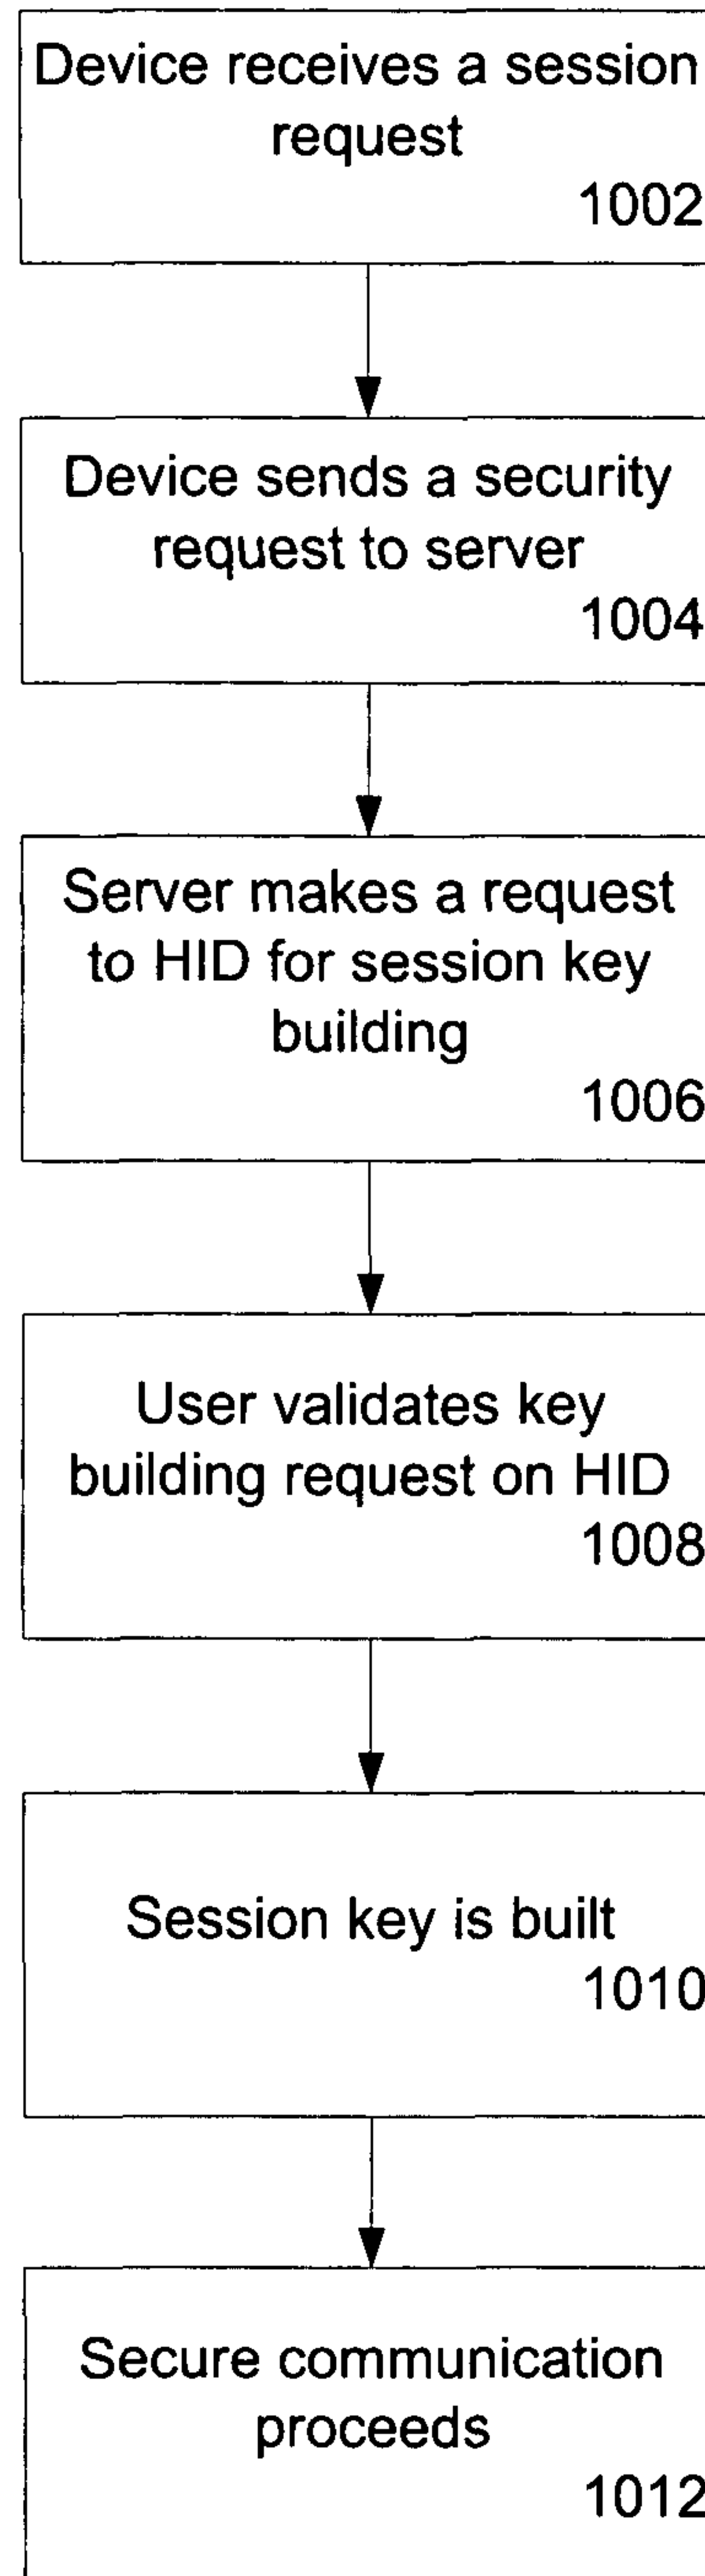 Device receives a session
request
1002
Device sends a security
request to server
1004
Server makes a request
to HID for session key
building
1006
User validates key
building request on HID
1008
Session key is built
1010
Secure communication
proceeds
1012